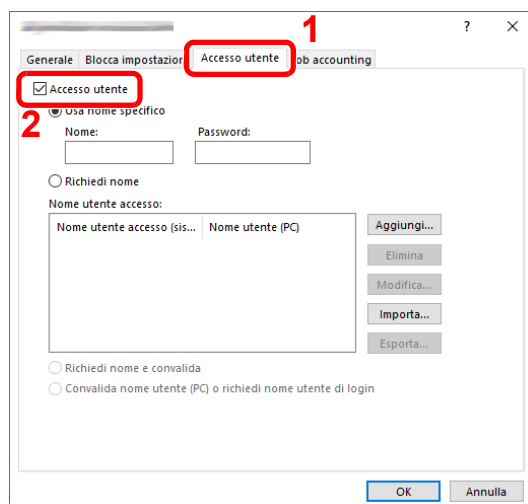 1
? X
Generale Blocca impostazion Accesso utente ob accounting
Accesso utente
2
Usa nome specifico
Nome: Password:
Richiedi nome
Nome utente accesso:
Nome utente accesso (sis... Nome utente (PC)
Aggiungi...
Elimina
Modifica...
Importa...
Esporta...
Richiedi nome e convalida
Convalida nome utente (PC) o richiedi nome utente di login
OK Annulla